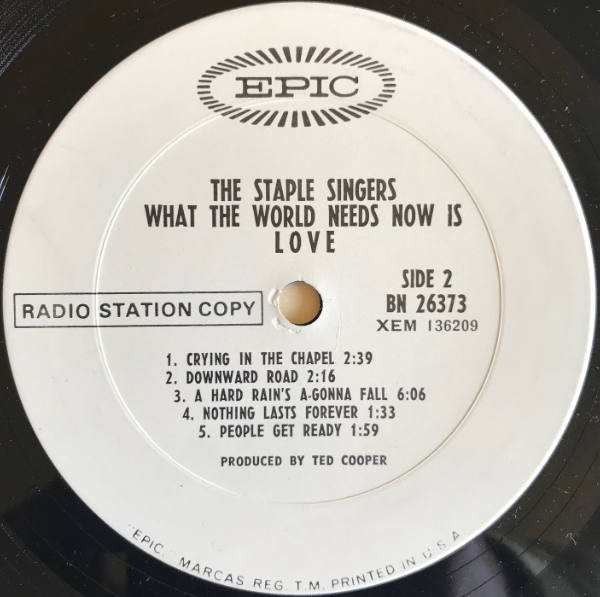 EPIC
THE STAPLE SINGERS
WHAT THE WORLD NEEDS NOW IS
LOVE
SIDE 2
BN 26373
XEM 136209
RADIO STATION COPY
1. CRYING IN THE CHAPEL 2:39
2. DOWNWARD ROAD 2:16
3. A HARD RAIN'S A-GONNA FALL 6:06
4. NOTHING LASTS FOREVER 1:33
5. PEOPLE GET READY 1:59
PRODUCED BY TED COOPER
"EPIC, MARCAS REG. T.M. PRINTED IN U.S.A.